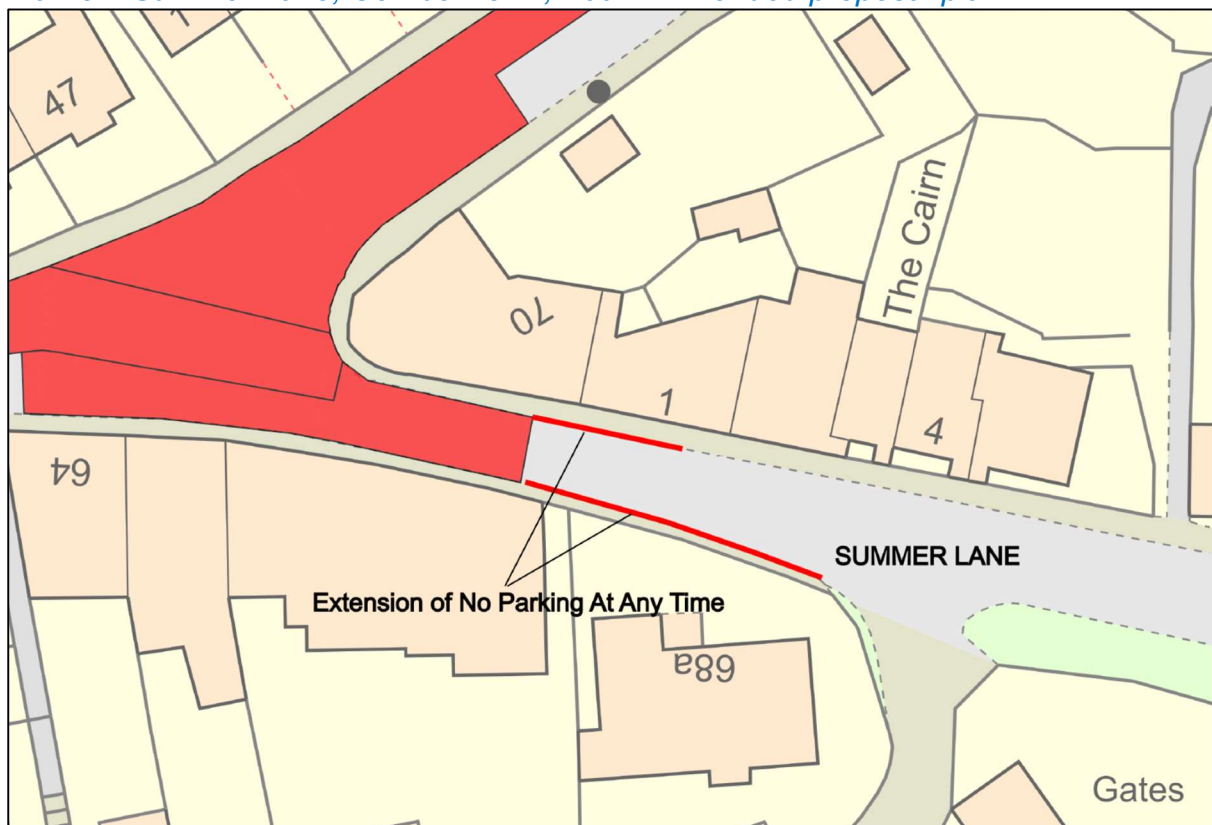 47
The Cairn
70
1
4
64
SUMMER LANE
Extension of No Parking At Any Time
68a
Gates